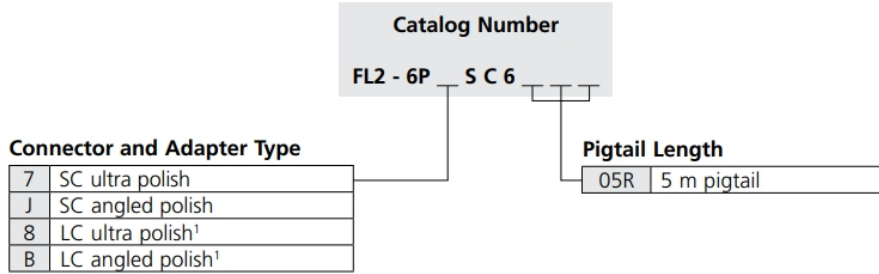 Catalog Number
FL2 - 6P _ S C 6 _ _ _
Connector and Adapter Type
7 SC ultra polish
J SC angled polish
8 LC ultra polish¹
B LC angled polish¹
Pigtail Length
05R 5 m pigtail